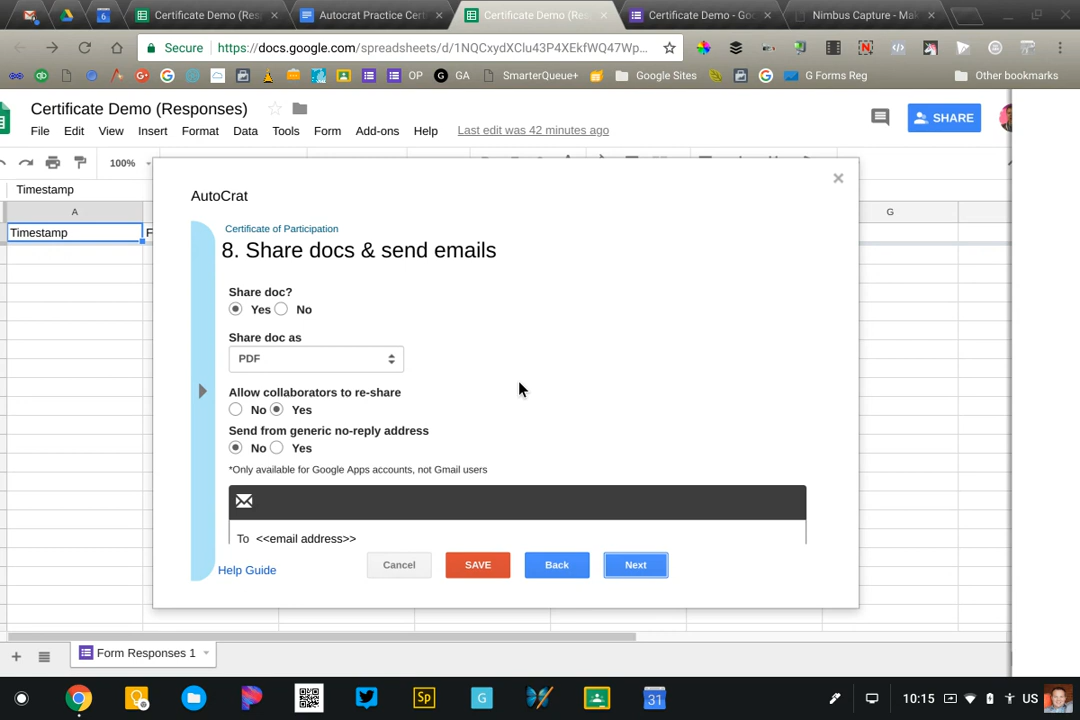 Certificate Demo (Res
Autocrat Practice Cert
Certificate Demo (Res
Certificate Demo - Goo
Nimbus Capture - Mak
Secure https://docs.google.com/spreadsheets/d/1NQCxydXClu43P4XEkfWQ47Wp...
OP GA SmarterQueue+ Google Sites G Forms Reg Other bookmarks
Certificate Demo (Responses)
File Edit View Insert Format Data Tools Form Add-ons Help Last edit was 42 minutes ago
SHARE
100%
Timestamp
A G
Timestamp F
AutoCrat
Certificate of Participation
8. Share docs & send emails
Share doc?
Yes No
Share doc as
PDF
Allow collaborators to re-share
No Yes
Send from generic no-reply address
No Yes
*Only available for Google Apps accounts, not Gmail users
To <<email address>>
Help Guide Cancel SAVE Back Next
Form Responses 1
Sp G 31 10:15 US